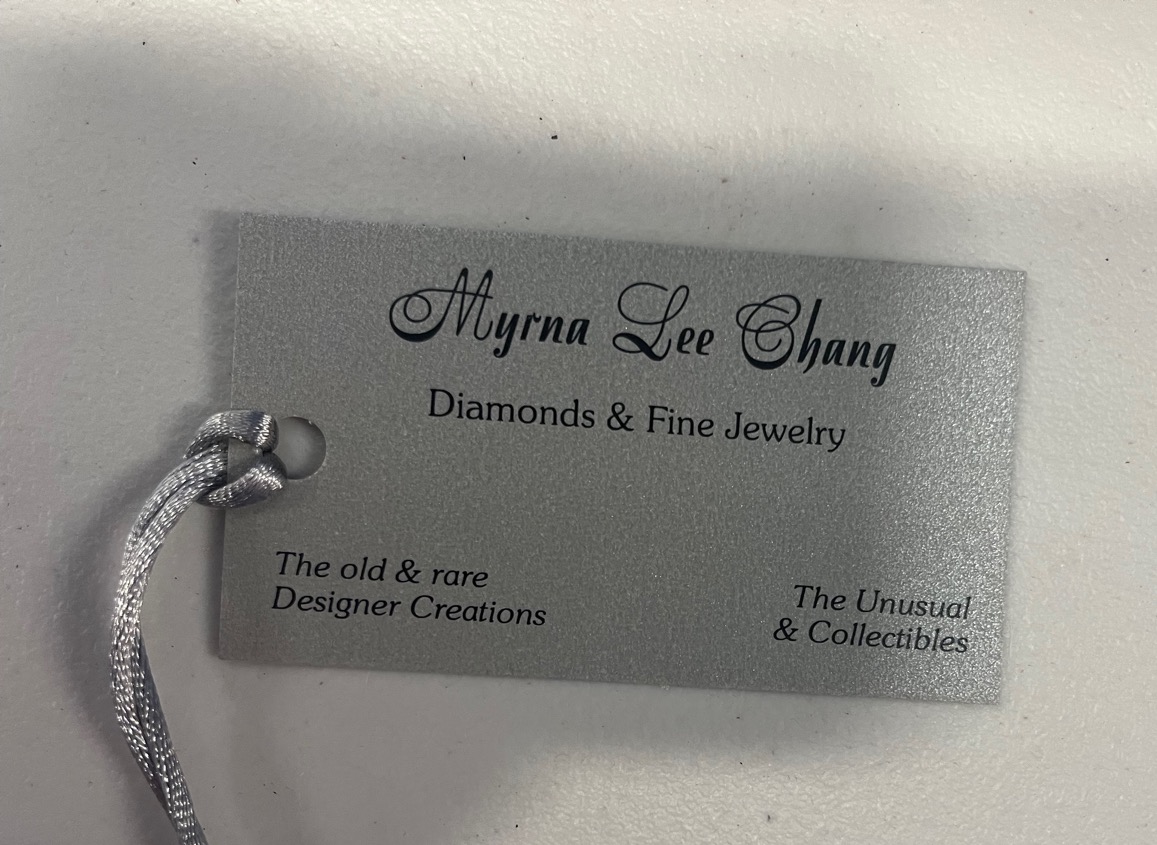 Myrna Lee Chang
Diamonds & Fine Jewelry
The old & rare
Designer Creations
The Unusual
& Collectibles